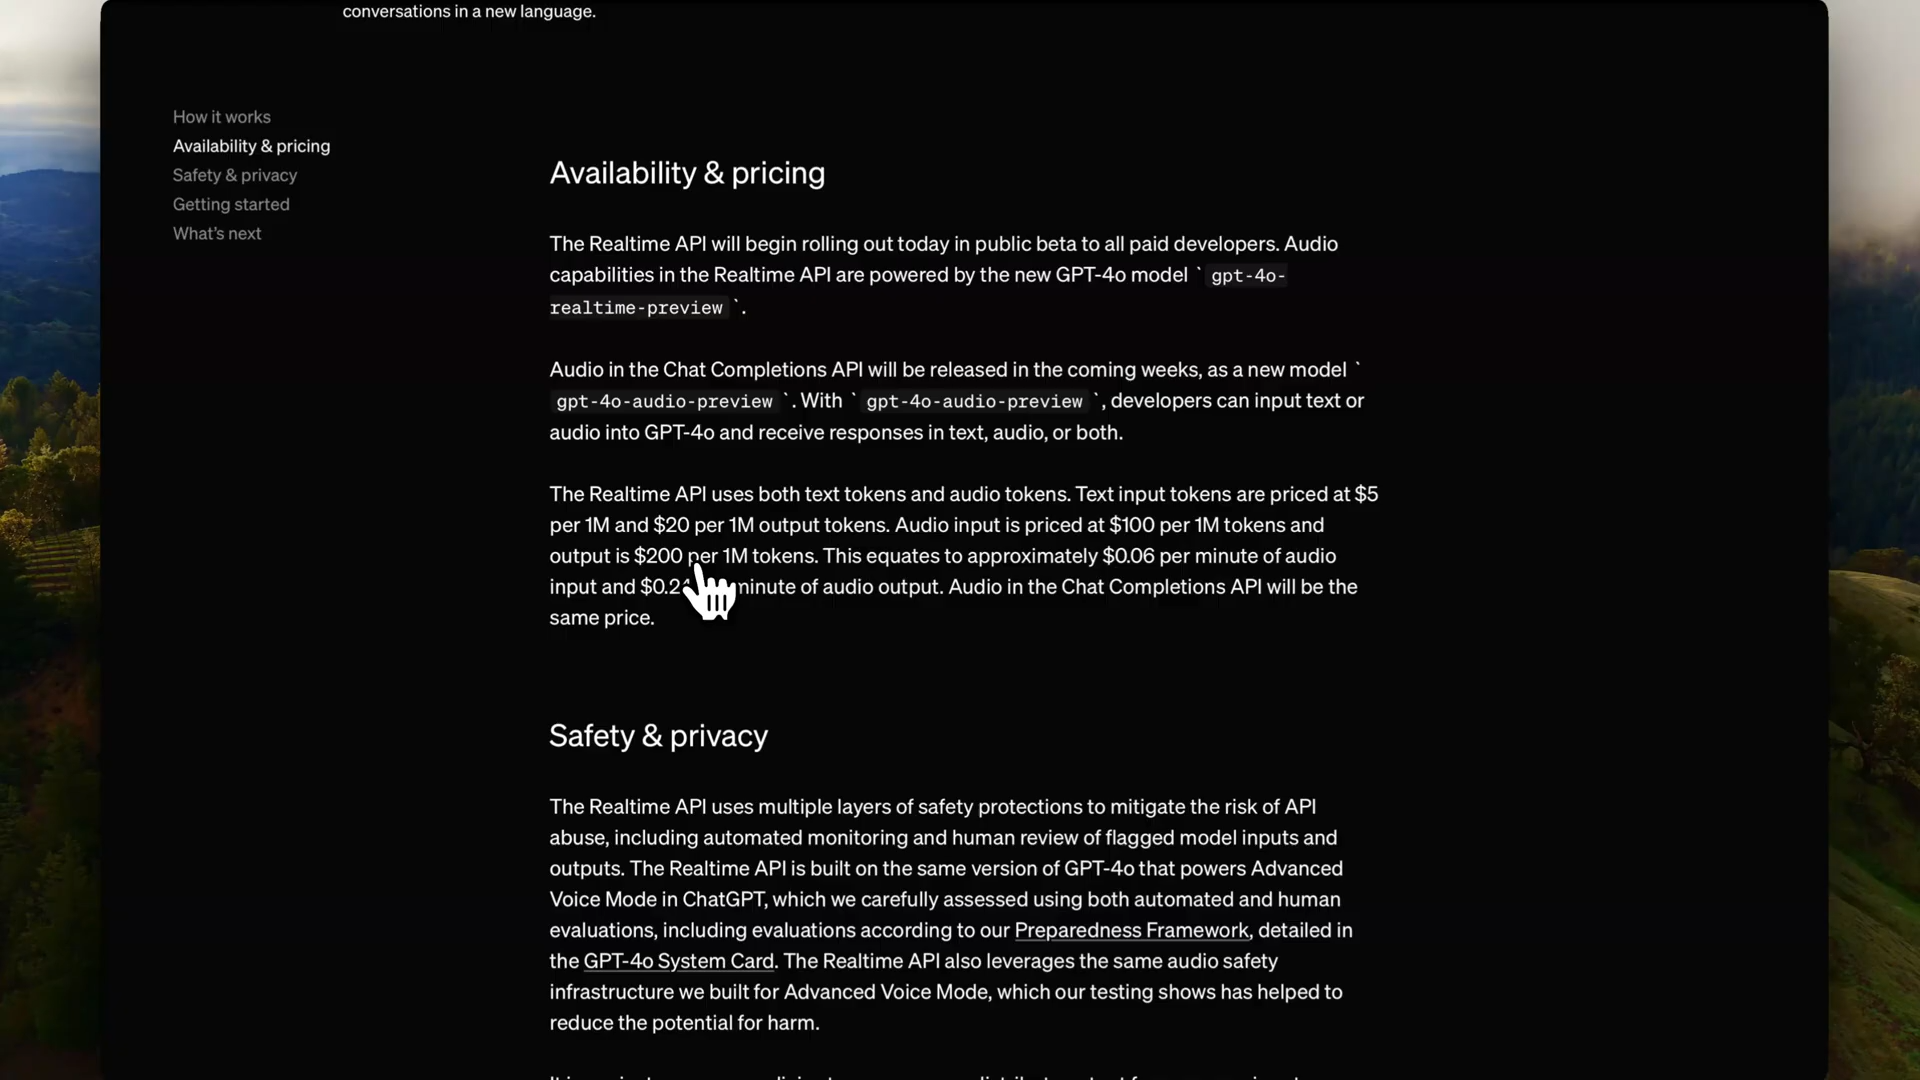 conversations in a new language.
How it works
Availability & pricing
Safety & privacy
Getting started
What's next
Availability & pricing
The Realtime API will begin rolling out today in public beta to all paid developers. Audio
capabilities in the Realtime API are powered by the new GPT-4o model ` gpt-4o-
realtime-preview `.
Audio in the Chat Completions API will be released in the coming weeks, as a new model `
gpt-4o-audio-preview `. With ` gpt-4o-audio-preview `, developers can input text or
audio into GPT-4o and receive responses in text, audio, or both.
The Realtime API uses both text tokens and audio tokens. Text input tokens are priced at $5
per 1M and $20 per 1M output tokens. Audio input is priced at $100 per 1M tokens and
output is $200 per 1M tokens. This equates to approximately $0.06 per minute of audio
input and minute of audio output. Audio in the Chat Completions API will be the
same price.
Safety & privacy
The Realtime API uses multiple layers of safety protections to mitigate the risk of API
abuse, including automated monitoring and human review of flagged model inputs and
outputs. The Realtime API is built on the same version of GPT-4o that powers Advanced
Voice Mode in ChatGPT, which we carefully assessed using both automated and human
evaluations, including evaluations according to our Preparedness Framework, detailed in
the GPT-4o System Card. The Realtime API also leverages the same audio safety
infrastructure we built for Advanced Voice Mode, which our testing shows has helped to
reduce the potential for harm.